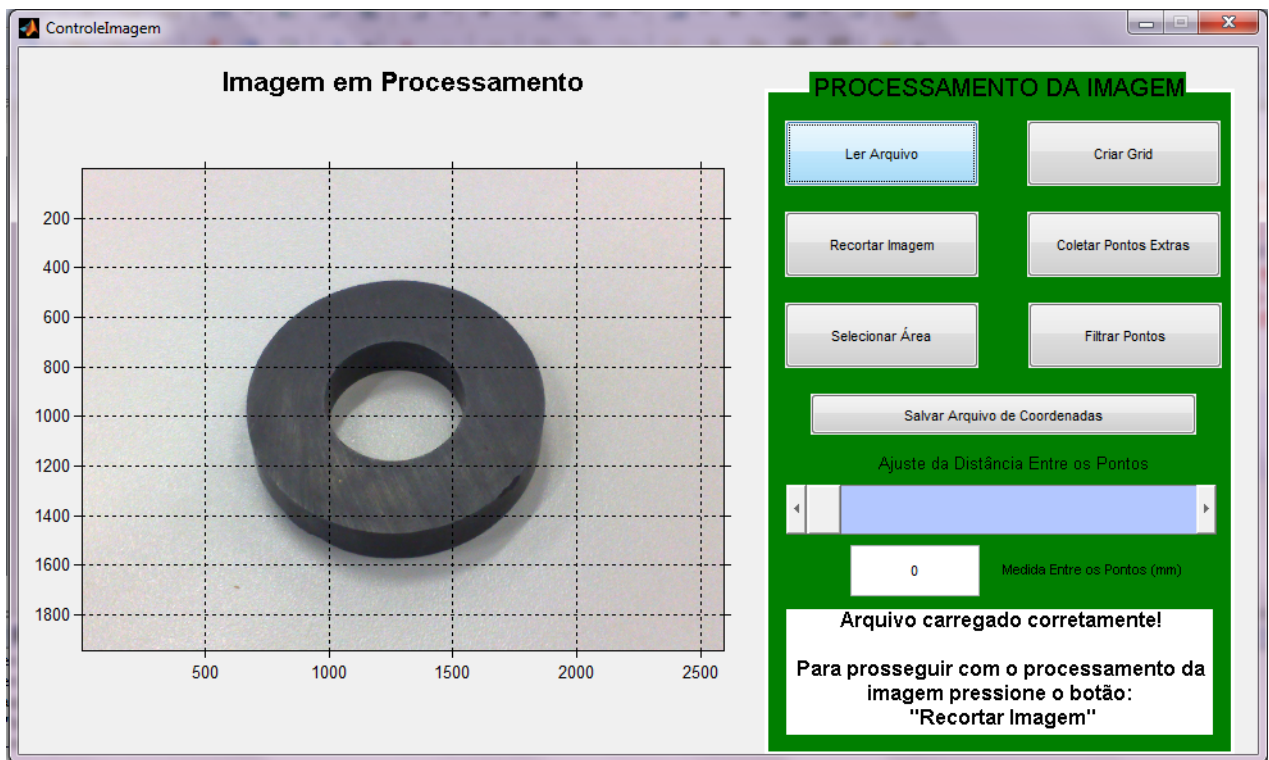 ControleImagem
Imagem em Processamento
200
400
600
800
1000
1200
1400
1600
1800
500 1000 1500 2000 2500
PROCESSAMENTO DA IMAGEM
Ler Arquivo
Criar Grid
Recortar Imagem
Coletar Pontos Extras
Selecionar Área
Filtrar Pontos
Salvar Arquivo de Coordenadas
Ajuste da Distância Entre os Pontos
0
Medida Entre os Pontos (mm)
Arquivo carregado corretamente!
Para prosseguir com o processamento da
imagem pressione o botão:
"Recortar Imagem"